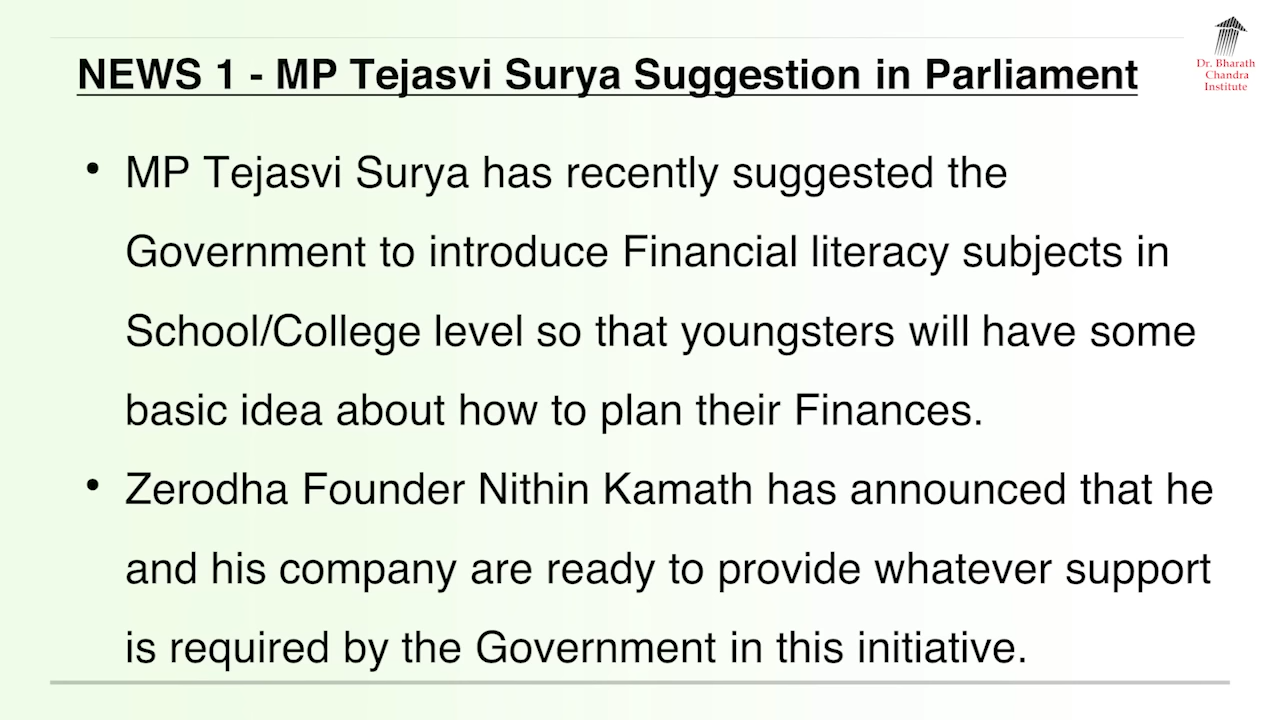 NEWS 1 - MP Tejasvi Surya Suggestion in Parliament
Dr. Bharath
Chandra
Institute
• MP Tejasvi Surya has recently suggested the
Government to introduce Financial literacy subjects in
School/College level so that youngsters will have some
basic idea about how to plan their Finances.
• Zerodha Founder Nithin Kamath has announced that he
and his company are ready to provide whatever support
is required by the Government in this initiative.